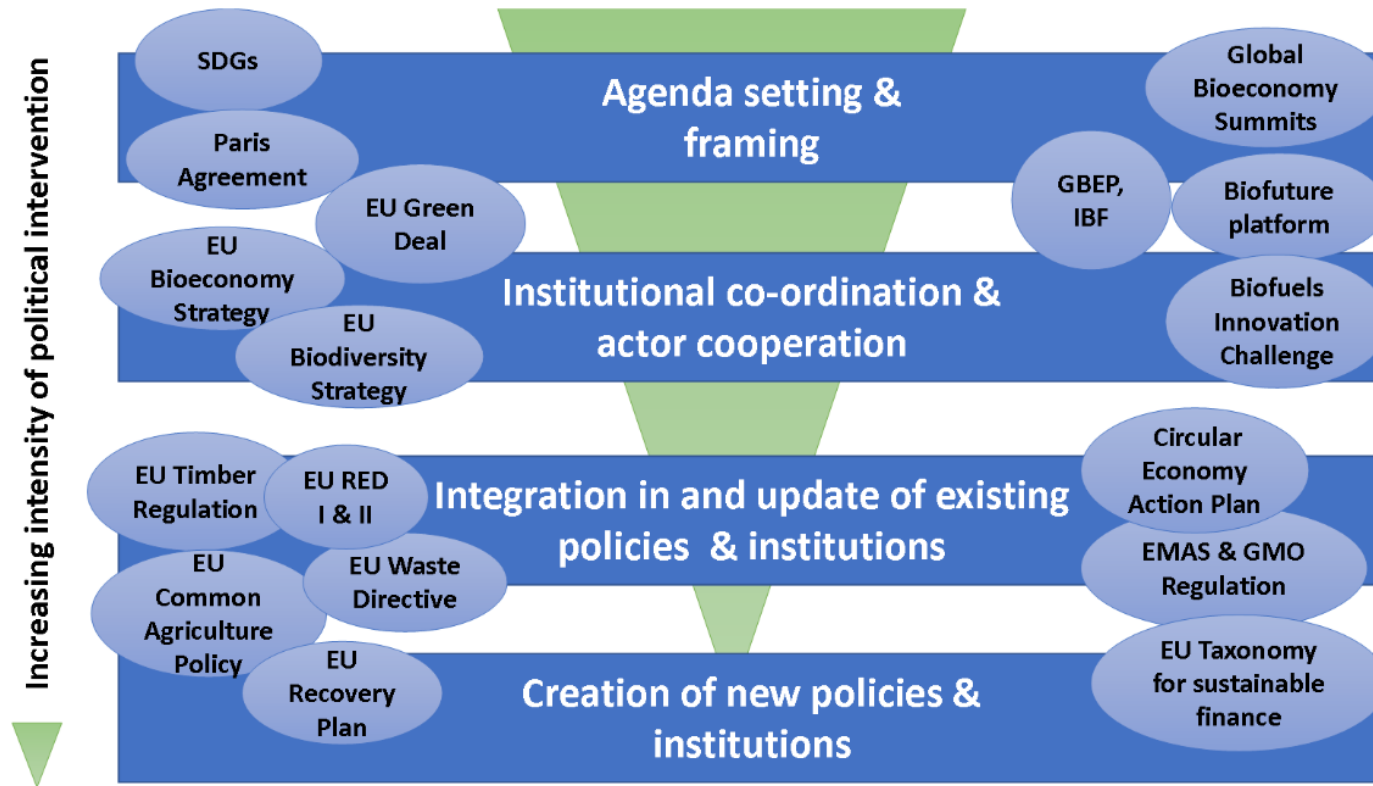 Increasing intensity of political intervention
SDGs
Paris
Agreement
EU Green
Deal
EU
Bioeconomy
Strategy
EU
Biodiversity
Strategy
Agenda setting &
framing
Global
Bioeconomy
Summits
GBEP,
IBF
Biofuture
platform
Institutional co-ordination &
actor cooperation
Biofuels
Innovation
Challenge
EU Timber
Regulation
EU RED
I & II
EU
Common
Agriculture
Policy
EU Waste
Directive
EU
Recovery
Plan
Integration in and update of existing
policies & institutions
Circular
Economy
Action Plan
EMAS & GMO
Regulation
Creation of new policies &
institutions
EU Taxonomy
for sustainable
finance